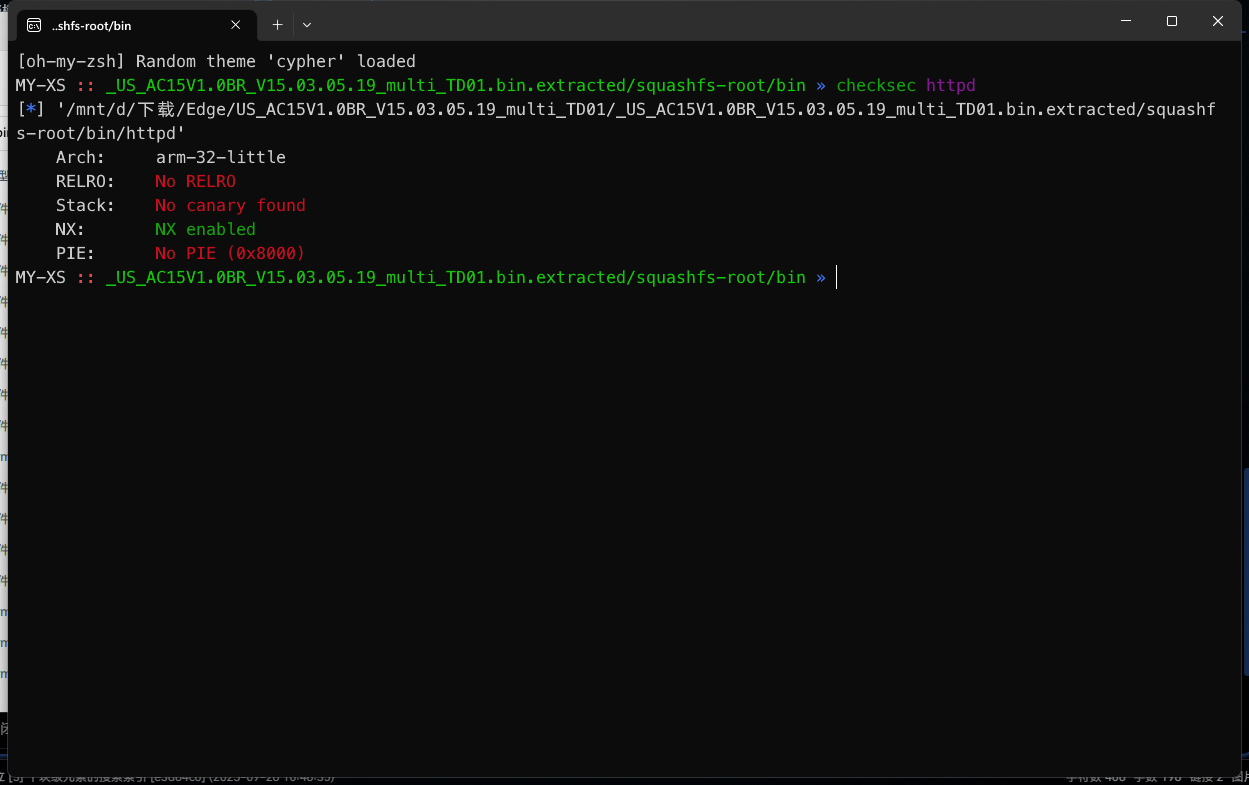 ..shfs-root/bin
[oh-my-zsh] Random theme 'cypher' loaded
MY-XS :: _US_AC15V1.0BR_V15.03.05.19_multi_TD01.bin.extracted/squashfs-root/bin » checksec httpd
[*] '/mnt/d/下载/Edge/US_AC15V1.0BR_V15.03.05.19_multi_TD01/_US_AC15V1.0BR_V15.03.05.19_multi_TD01.bin.extracted/squashf
s-root/bin/httpd'
Arch: arm-32-little
RELRO: No RELRO
Stack: No canary found
NX: NX enabled
PIE: No PIE (0x8000)
MY-XS :: _US_AC15V1.0BR_V15.03.05.19_multi_TD01.bin.extracted/squashfs-root/bin »